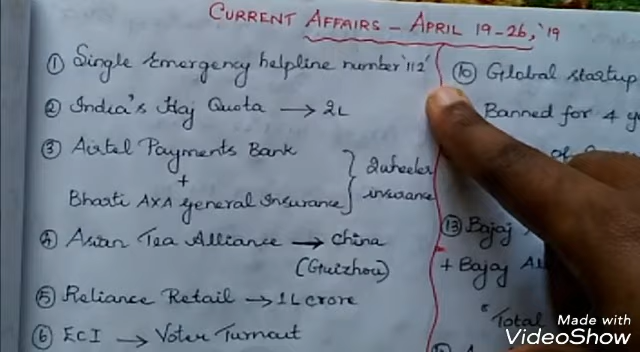 CURRENT AFFAIRS - APRIL 19-26, '19
① Single Emergency helpline number '112'
② India's Haj Quota → 2L
③ Airtel Payments Bank
+
Bharti AXA general Insurance
2wheeler
insurance
④ Asian Tea Alliance → China
(Guizhou)
⑤ Reliance Retail → 1L crore
⑥ ECI → Voter Turnout
⑩ Global startup
Banned for 4
of
⑬ Bajaj
+ Bajaj
"Total
Made with
VideoShow